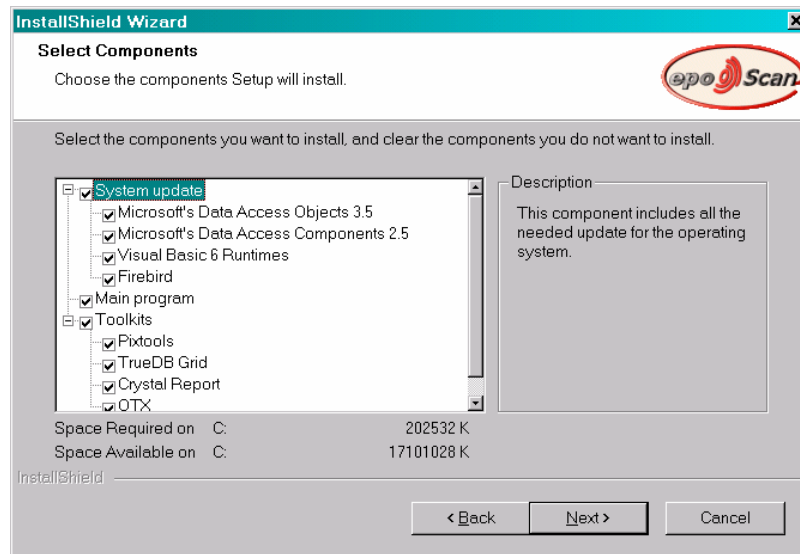 InstallShield Wizard
Select Components
Choose the components Setup will install.
epo Scan
Select the components you want to install, and clear the components you do not want to install.
System update
Microsoft's Data Access Objects 3.5
Microsoft's Data Access Components 2.5
Visual Basic 6 Runtimes
Firebird
Main program
Toolkits
Pixtools
TrueDB Grid
Crystal Report
OTX
Description
This component includes all the
needed update for the operating
system.
Space Required on C: 202532 K
Space Available on C: 17101028 K
InstallShield
< Back Next > Cancel